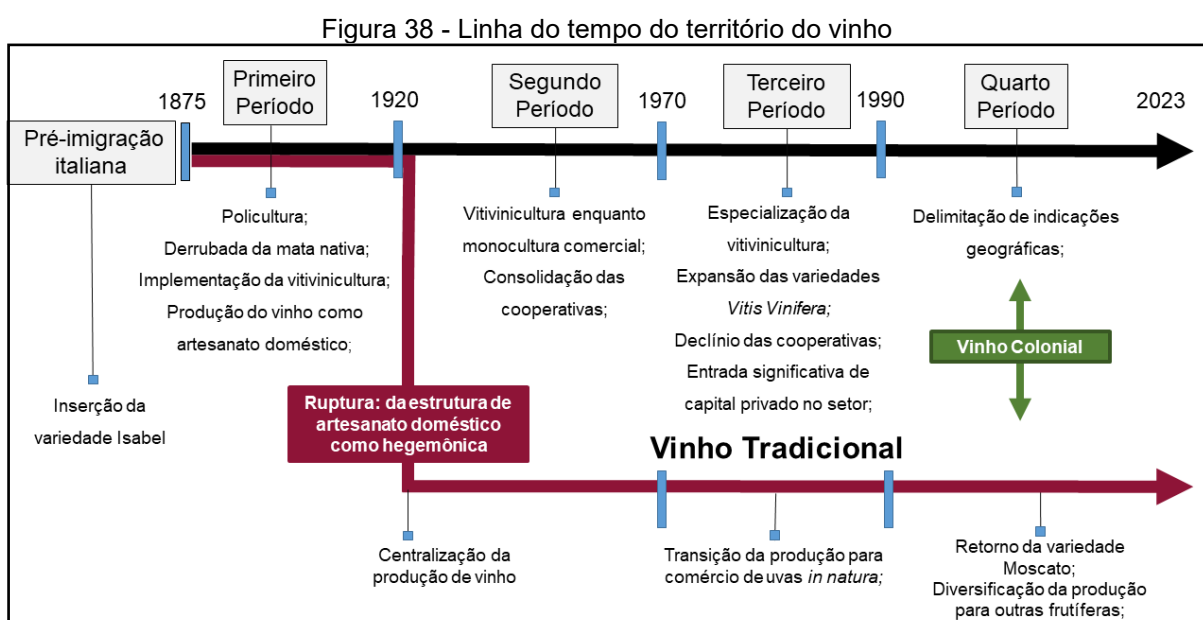 Figura 38 - Linha do tempo do território do vinho
Pré-imigração
italiana
1875
Primeiro
Período
1920
Segundo
Período
1970
Terceiro
Período
1990
Quarto
Período
2023
Inserção da
variedade Isabel
Policultura;
Derrubada da mata nativa;
Implementação da vitivinicultura;
Produção do vinho como
artesanato doméstico;
Vitivinicultura enquanto
monocultura comercial;
Consolidação das
cooperativas;
Especialização da
vitivinicultura;
Expansão das variedades
Vitis Vinifera;
Declínio das cooperativas;
Entrada significativa de
capital privado no setor;
Delimitação de indicações
geográficas;
Vinho Colonial
Ruptura: da estrutura de
artesanato doméstico
como hegemônica
Vinho Tradicional
Centralização da
produção de vinho
Transição da produção para
comércio de uvas in natura;
Retorno da variedade
Moscato;
Diversificação da produção
para outras frutíferas;